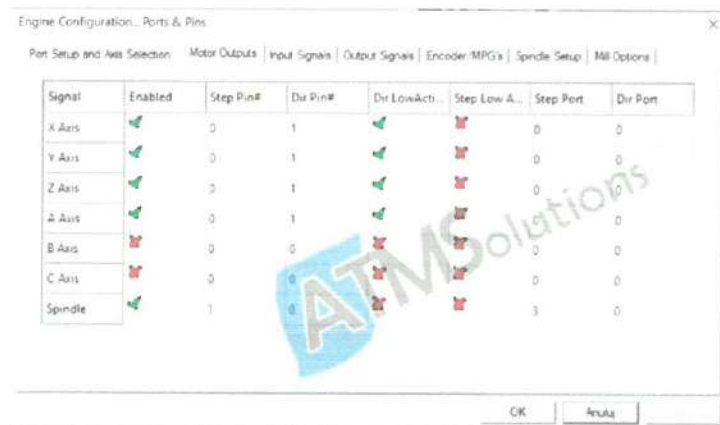 Engine Configuration... Ports & Pins
Port Setup and Axis Selection Motor Outputs Input Signals Output Signals Encoder/MPG's Spindle Setup Mill Options
Signal Enabled Step Pin# Dir Pin# Dir LowActi... Step Low A... Step Port Dir Port
X Axis 0 1 0 0
Y Axis 0 1 0 0
Z Axis 0 1 0 0
A Axis 0 1 0 0
B Axis 0 0 0 0
C Axis 0 0 0 0
Spindle 1 0 3 0
ATMSolutions
OK Anuluj